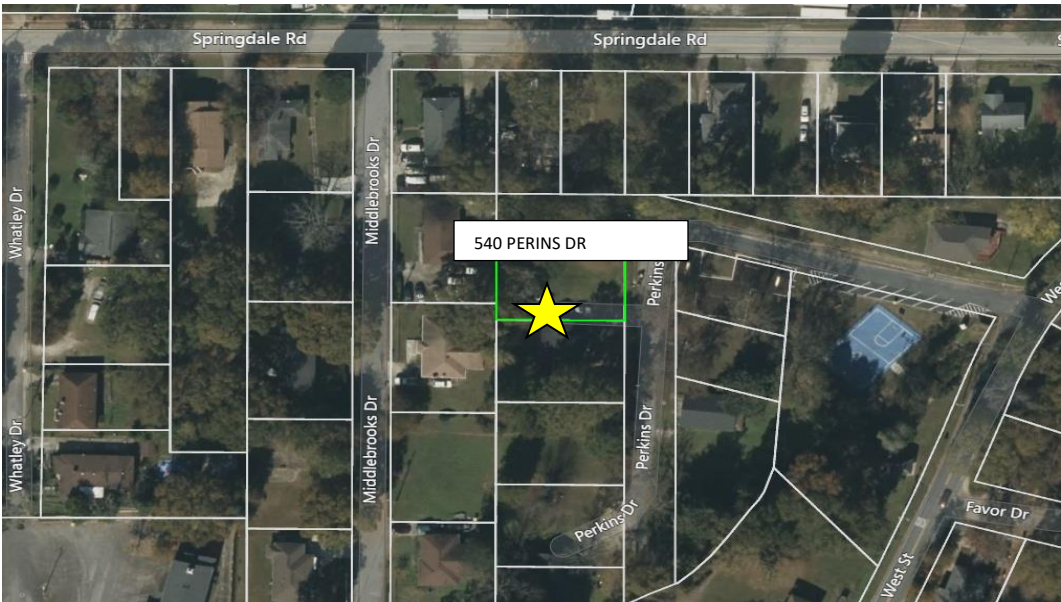 Springdale Rd
Springdale Rd
Whatley Dr
Middlebrooks Dr
540 PERINS DR
Perkins
We
Whatley Dr
Middlebrooks Dr
Perkins Dr
Perkins Dr
Favor Dr
West St